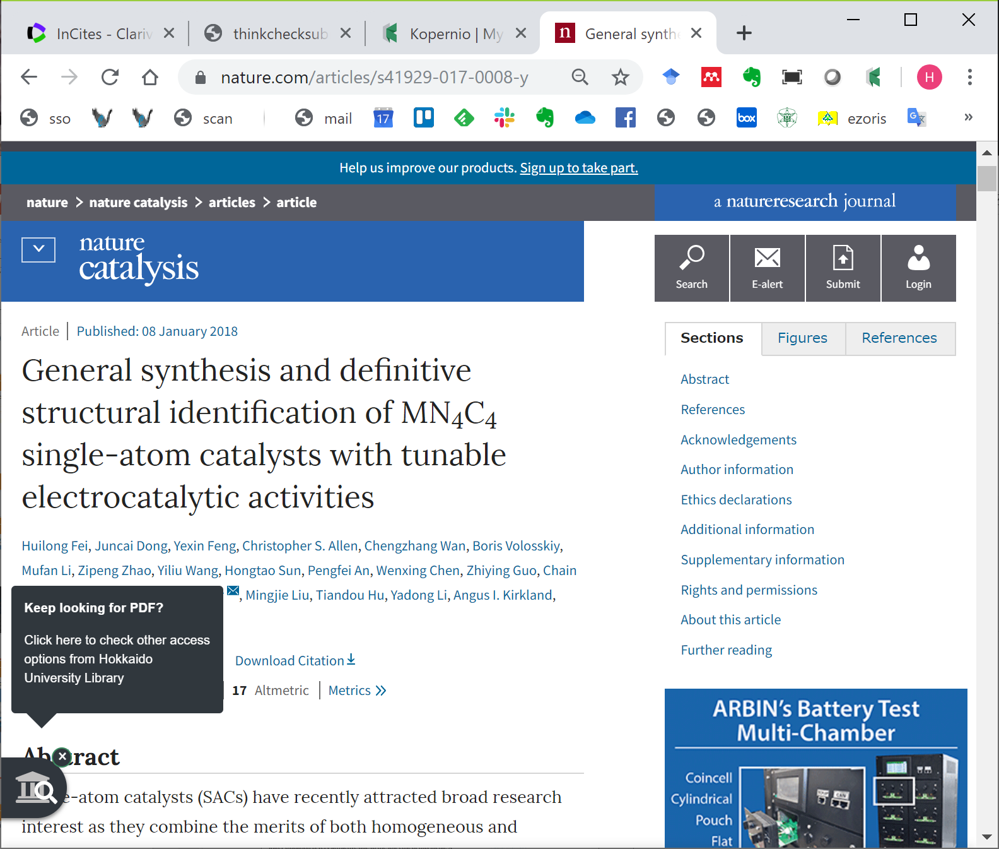 InCites - Clariv
thinkchecksub
Kopernio | My
General synthe
nature.com/articles/s41929-017-0008-y
H
sso
scan
mail
17
box
ezoris
Help us improve our products. Sign up to take part.
nature > nature catalysis > articles > article
a natureresearch journal
nature
catalysis
Search
E-alert
Submit
Login
Article | Published: 08 January 2018
General synthesis and definitive
structural identification of MN₄C₄
single-atom catalysts with tunable
electrocatalytic activities
Huilong Fei, Juncai Dong, Yexin Feng, Christopher S. Allen, Chengzhang Wan, Boris Volosskiy,
Mufan Li, Zipeng Zhao, Yiliu Wang, Hongtao Sun, Pengfei An, Wenxing Chen, Zhiying Guo, Chain
, Mingjie Liu, Tiandou Hu, Yadong Li, Angus I. Kirkland,
Keep looking for PDF?
Click here to check other access
options from Hokkaido
University Library
Download Citation
17 Altmetric | Metrics »
Abstract
e-atom catalysts (SACs) have recently attracted broad research
interest as they combine the merits of both homogeneous and
Sections
Figures
References
Abstract
References
Acknowledgements
Author information
Ethics declarations
Additional information
Supplementary information
Rights and permissions
About this article
Further reading
ARBIN's Battery Test
Multi-Chamber
Coincell
Cylindrical
Pouch
Flat